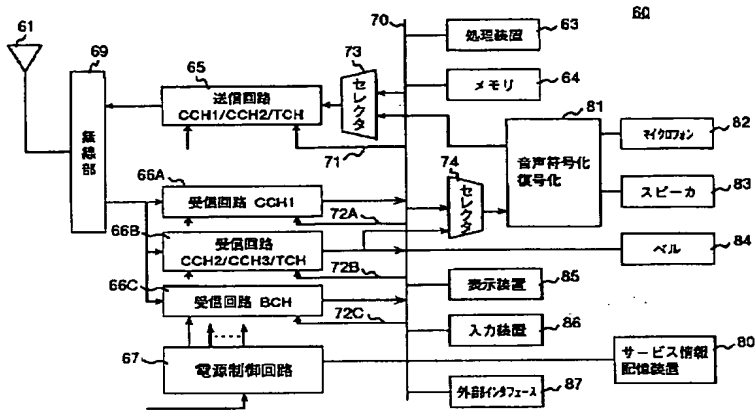 60
61
69
無線部
65
送信回路
CCH1/CCH2/TCH
73
セレクタ
70
71
処理装置
63
メモリ
64
81
音声符号化
復号化
マイクロフォン
82
スピーカ
83
ベル
84
66A
受信回路 CCH1
72A
74
セレクタ
66B
受信回路
CCH2/CCH3/TCH
72B
66C
受信回路 BCH
72C
表示装置
85
入力装置
86
67
電源制御回路
サービス情報
記憶装置
80
外部インタフェース
87